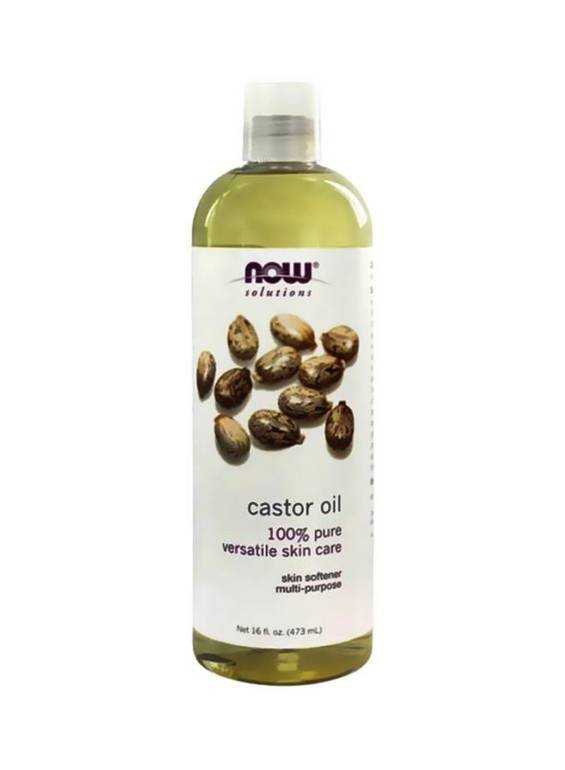 now®
solutions
castor oil
100% pure
versatile skin care
skin softener
multi-purpose
Net 16 fl. oz. (473 mL)